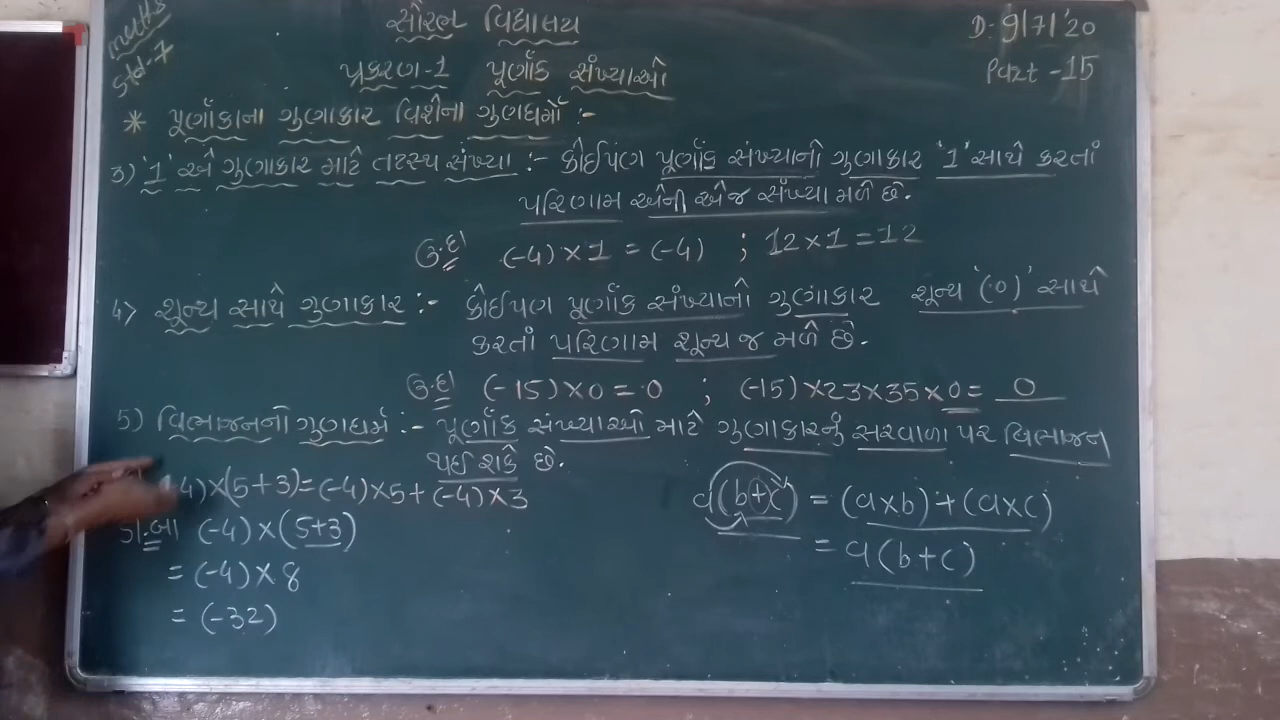 maths
std-7
સૌરભ વિદ્યાલય
D-9/7/'20
પ્રકરણ-1 પૂર્ણાંક સંખ્યાઓ
Part -15
* પૂર્ણાંકોના ગુણાકાર વિશેના ગુણધર્મો :-
3) '1' એ ગુણાકાર માટે તટસ્થ સંખ્યા :- કોઈપણ પૂર્ણાંક સંખ્યાનો ગુણાકાર '1' સાથે કરતાં
પરિણામ એની એજ સંખ્યા મળે છે.
ઉ.દા (-4)×1 = (-4) ; 12×1=12
4) શૂન્ય સાથે ગુણાકાર :- કોઈપણ પૂર્ણાંક સંખ્યાનો ગુણાકાર શૂન્ય '(0)' સાથે
કરતાં પરિણામ શૂન્ય જ મળે છે.
ઉ.દા (-15)×0=0 ; (-15)×23×35×0= 0
5) વિભાજનનો ગુણધર્મ :- પૂર્ણાંક સંખ્યાઓ માટે ગુણાકારનું સરવાળા પર વિભાજન
થઈ શકે છે.
4)×(5+3)=(-4)×5+(-4)×3
a(b+c) = (a×b)+(a×c)
ડા.બા (-4)×(5+3)
= a(b+c)
= (-4)×8
= (-32)